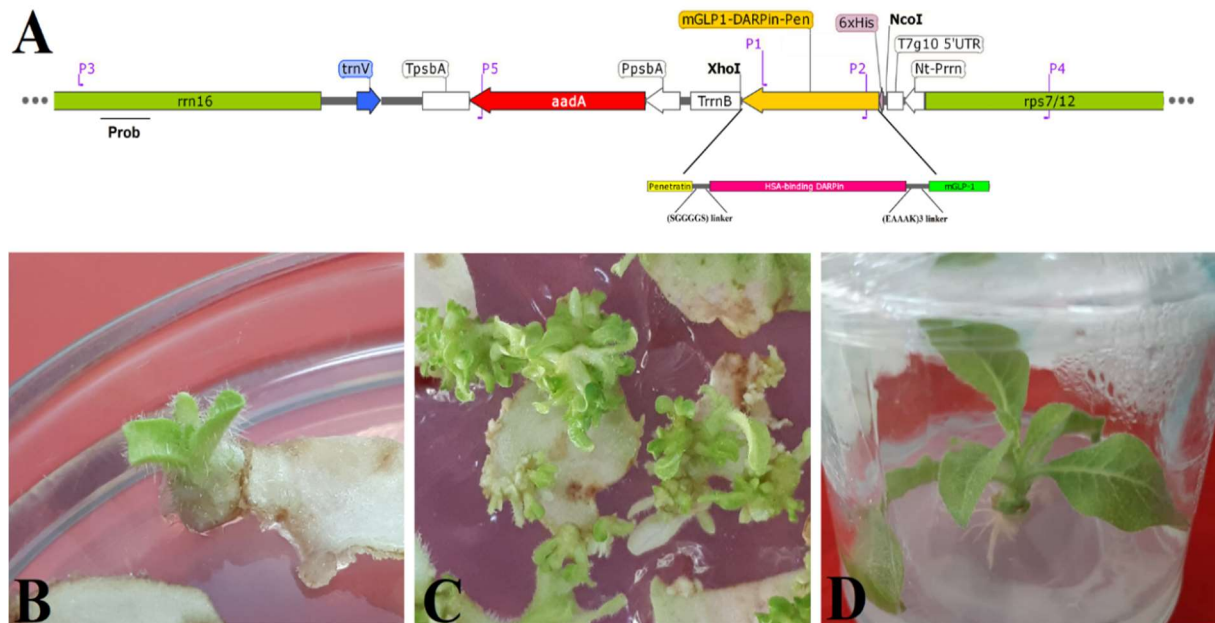 A
mGLP1-DARPin-Pen
6xHis
NcoI
T7g10 5'UTR
P3
trnV
TpsbA
P5
PpsbA
XhoI
P1
P2
Nt-Prrn
P4
rrn16
aadA
TrrnB
rps7/12
Prob
Penetratin
HSA-binding DARPin
mGLP-1
(SGGGGS) linker
(EAAAK)3 linker
B
C
D